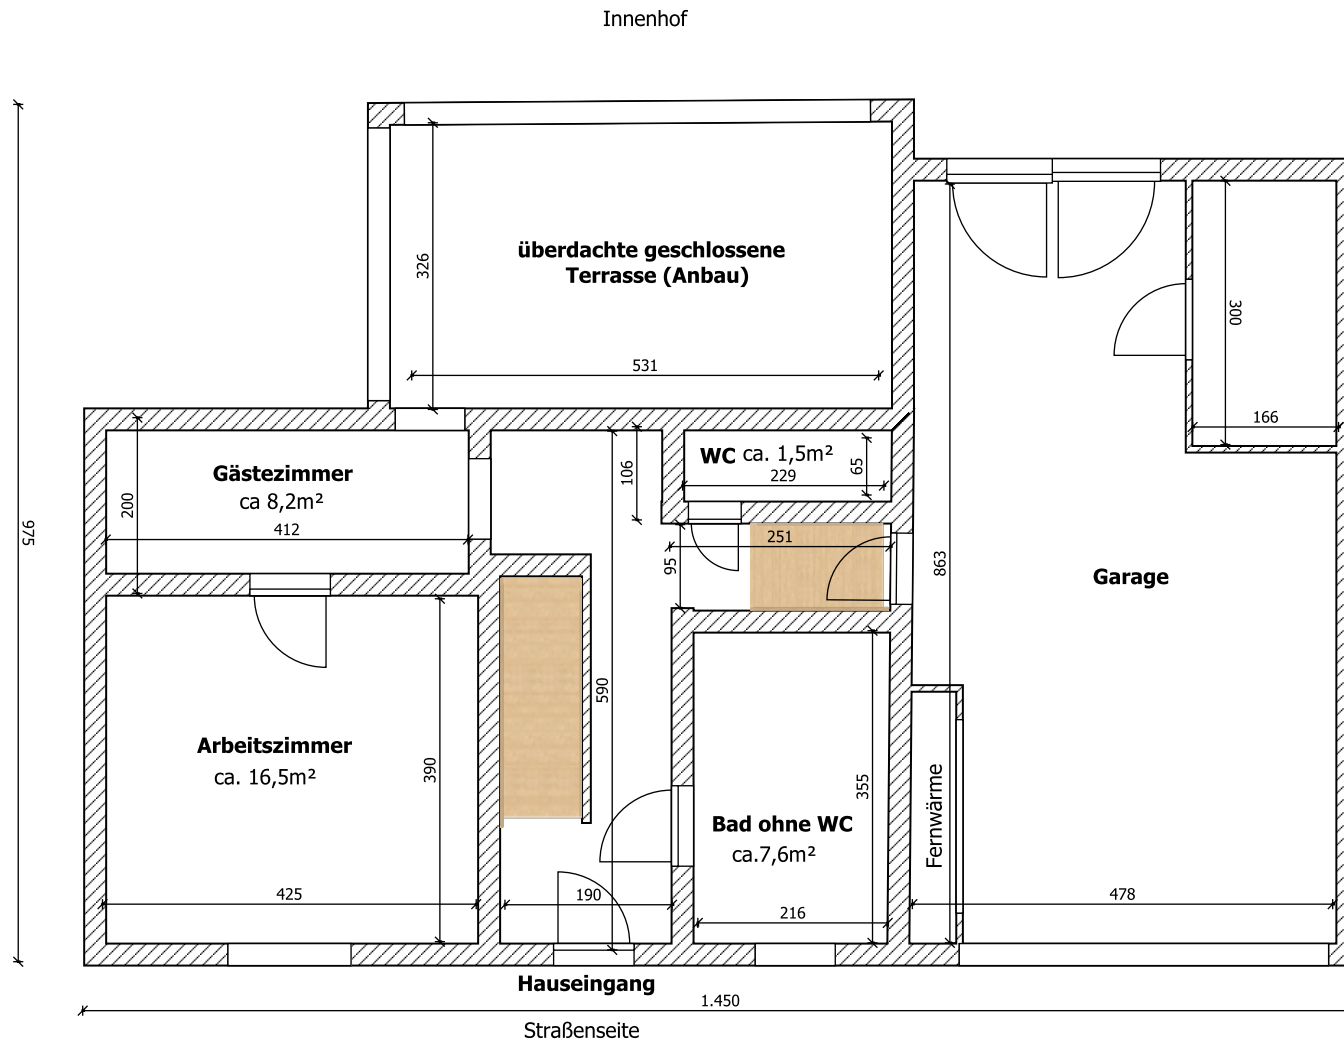 Innenhof
überdachte geschlossene
Terrasse (Anbau)
326
531
300
166
Gästezimmer
ca 8,2m²
412
200
106
WC ca. 1,5m²
229
65
251
95
863
Garage
975
590
Arbeitszimmer
ca. 16,5m²
390
425
190
355
Bad ohne WC
ca.7,6m²
216
Fernwärme
478
Hauseingang
1.450
Straßenseite